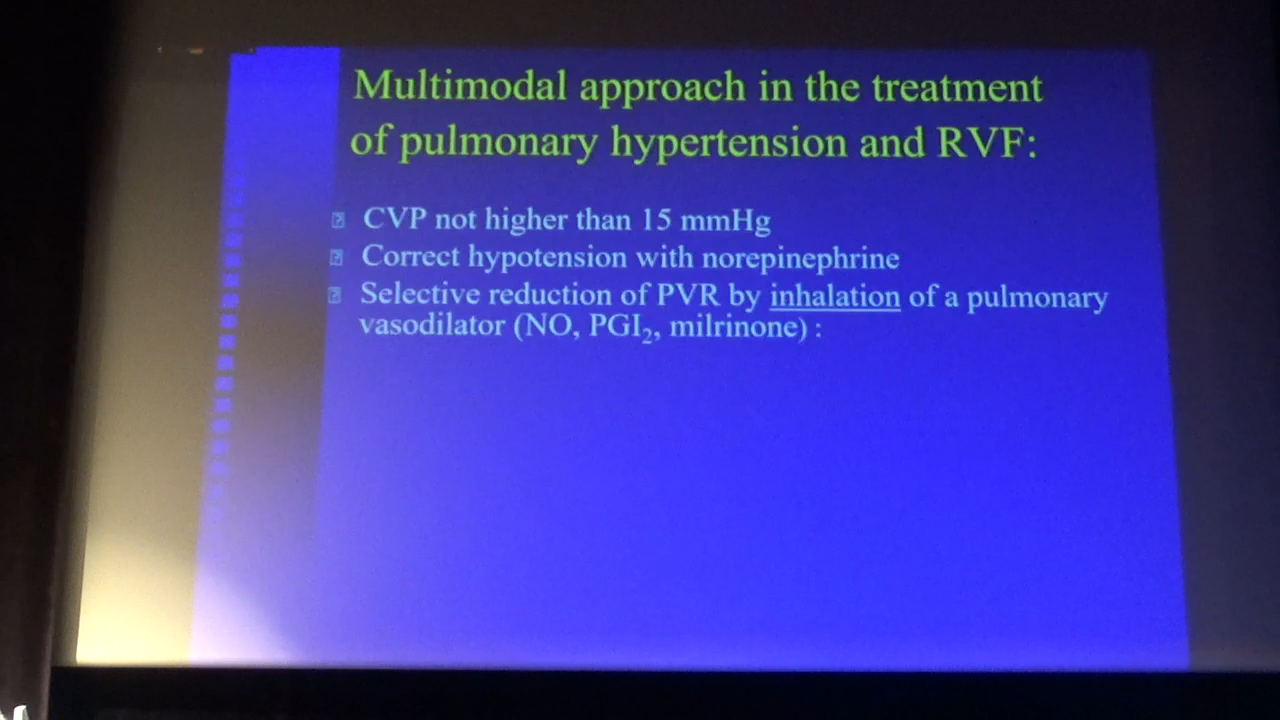 Multimodal approach in the treatment
of pulmonary hypertension and RVF:
CVP not higher than 15 mmHg
Correct hypotension with norepinephrine
Selective reduction of PVR by inhalation of a pulmonary
vasodilator (NO, PGI₂, milrinone) :